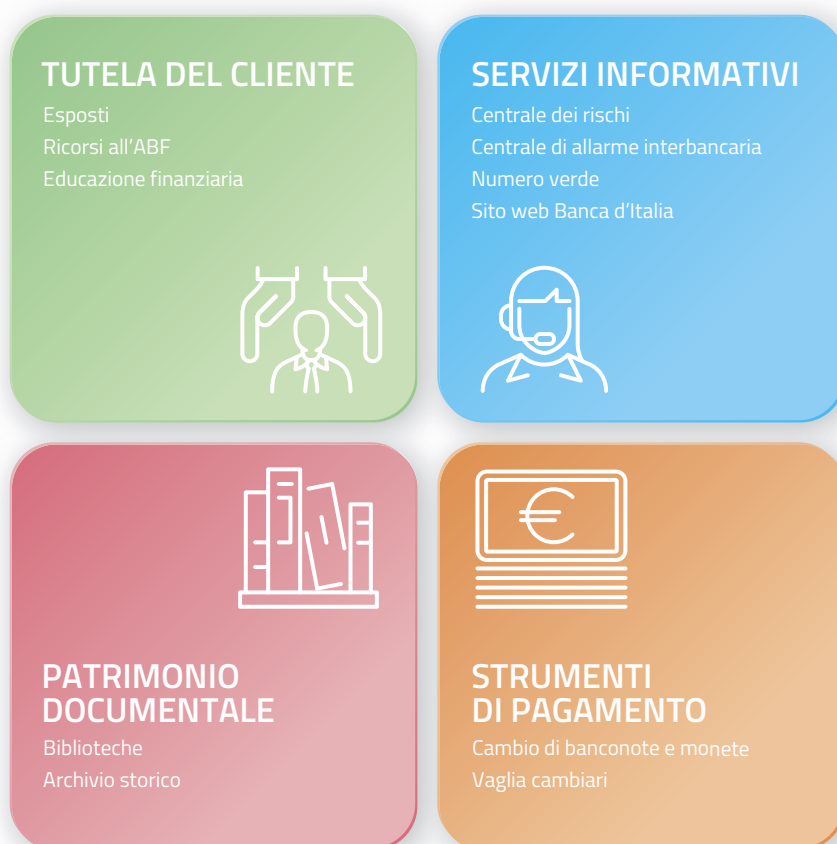 TUTELA DEL CLIENTE
Esposti
Ricorsi all’ABF
Educazione finanziaria
SERVIZI INFORMATIVI
Centrale dei rischi
Centrale di allarme interbancaria
Numero verde
Sito web Banca d’Italia
PATRIMONIO
DOCUMENTALE
Biblioteche
Archivio storico
€
STRUMENTI
DI PAGAMENTO
Cambio di banconote e monete
Vaglia cambiari